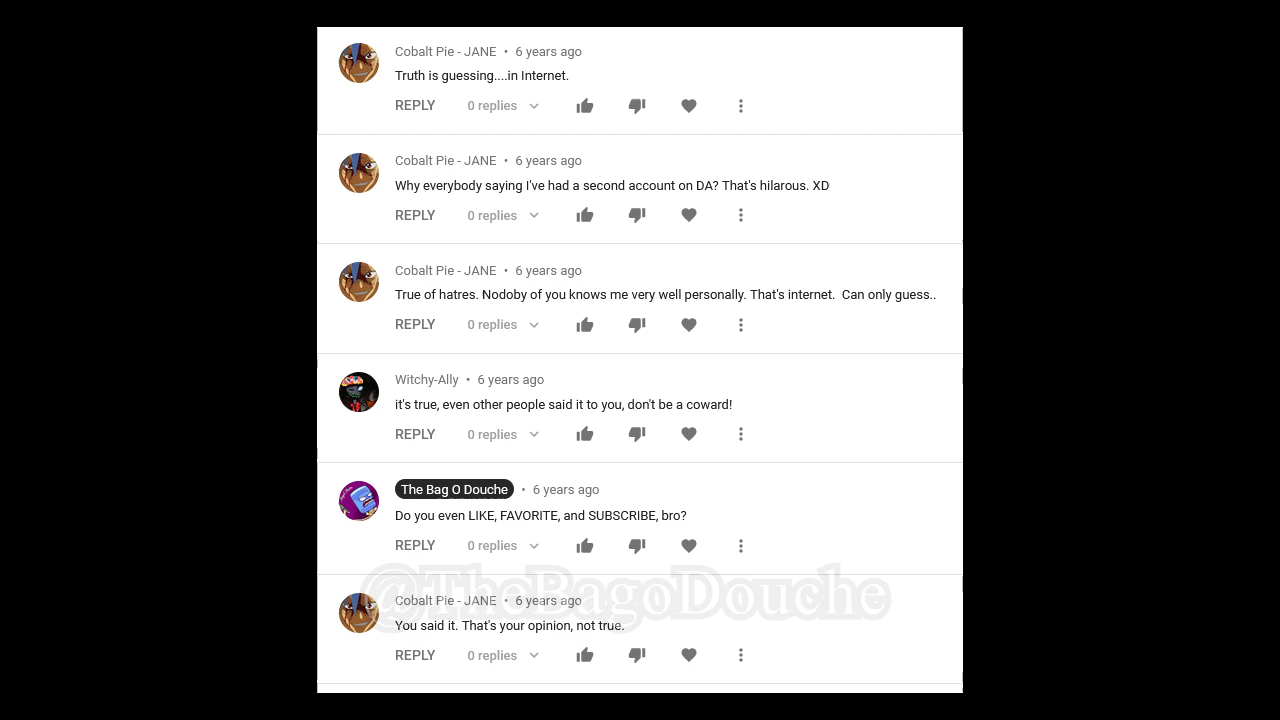 Cobalt Pie - JANE • 6 years ago
Truth is guessing....in Internet.
REPLY 0 replies
Cobalt Pie - JANE • 6 years ago
Why everybody saying I've had a second account on DA? That's hilarous. XD
REPLY 0 replies
Cobalt Pie - JANE • 6 years ago
True of hatres. Nodoby of you knows me very well personally. That's internet.  Can only guess..
REPLY 0 replies
Witchy-Ally • 6 years ago
it's true, even other people said it to you, don't be a coward!
REPLY 0 replies
The Bag O Douche • 6 years ago
Do you even LIKE, FAVORITE, and SUBSCRIBE, bro?
REPLY 0 replies
@TheBagoDouche
Cobalt Pie - JANE • 6 years ago
You said it. That's your opinion, not true.
REPLY 0 replies